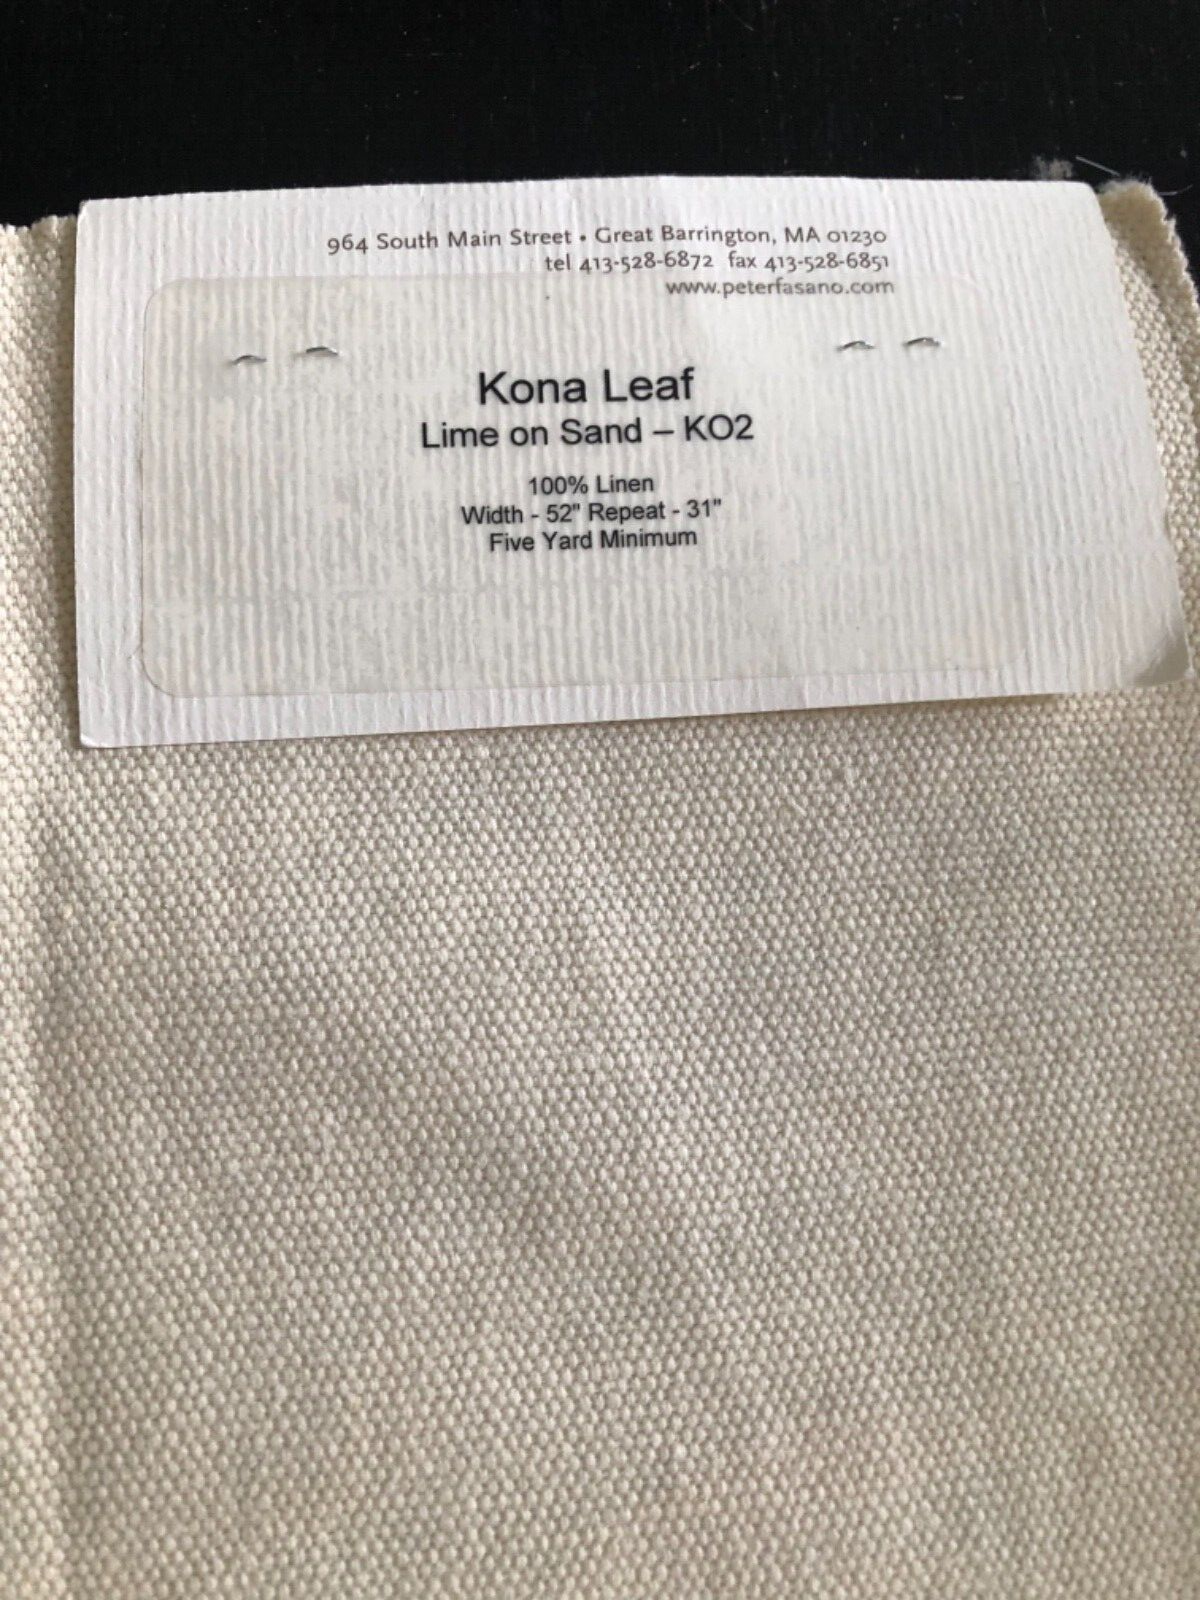 964 South Main Street • Great Barrington, MA 01230
tel 413-528-6872 fax 413-528-6851
www.peterfasano.com
Kona Leaf
Lime on Sand – KO2
100% Linen
Width - 52" Repeat - 31"
Five Yard Minimum